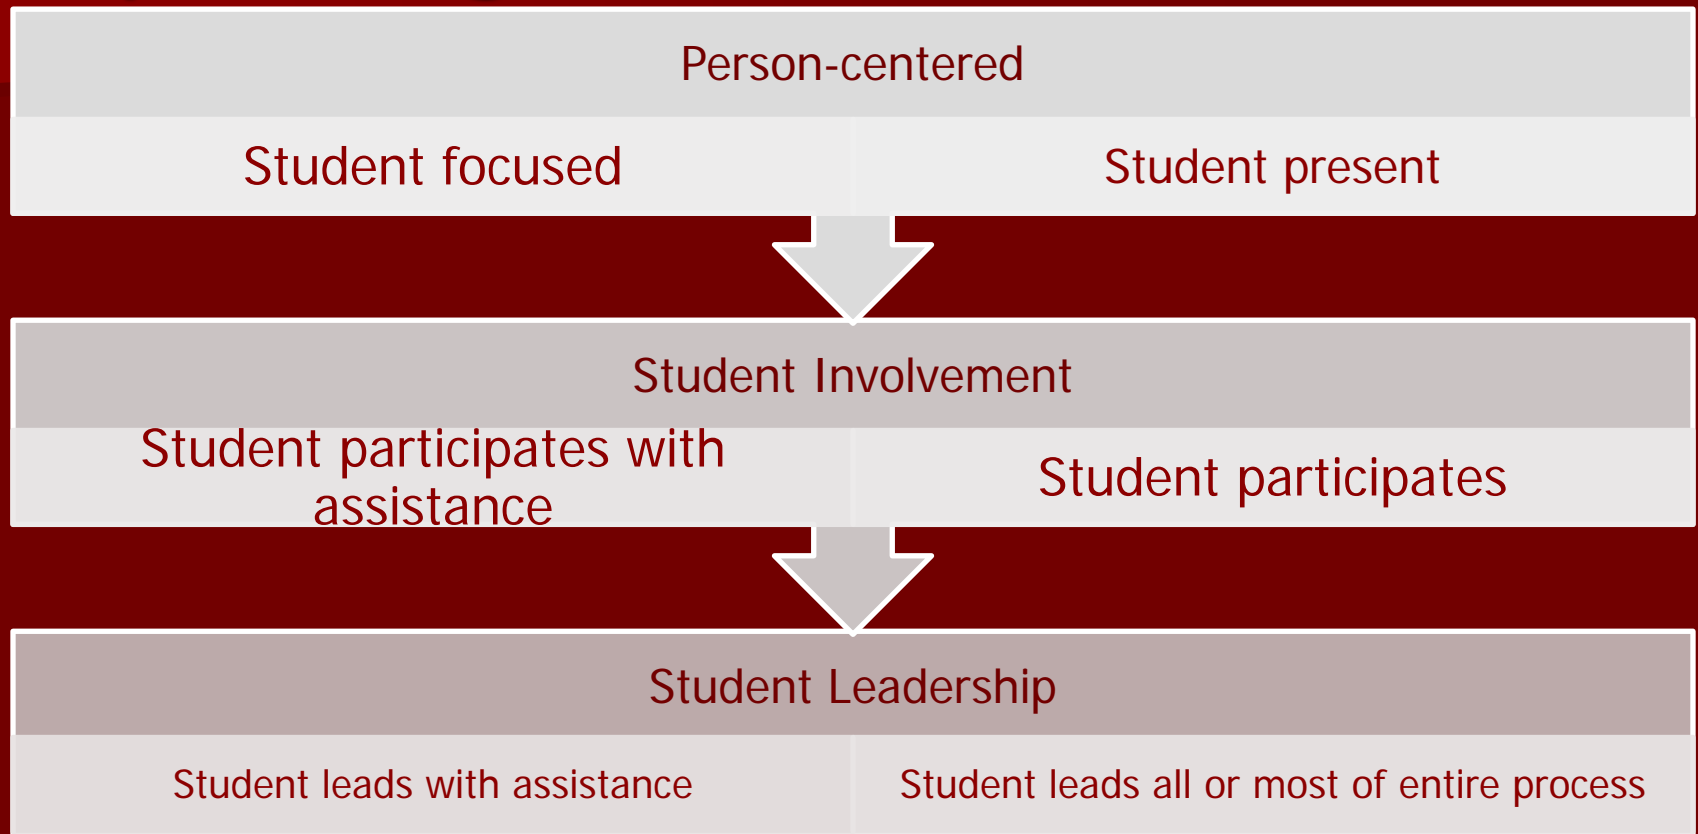 Person-centered
Student focused
Student present
Student Involvement
Student participates with
assistance
Student participates
Student Leadership
Student leads with assistance
Student leads all or most of entire process